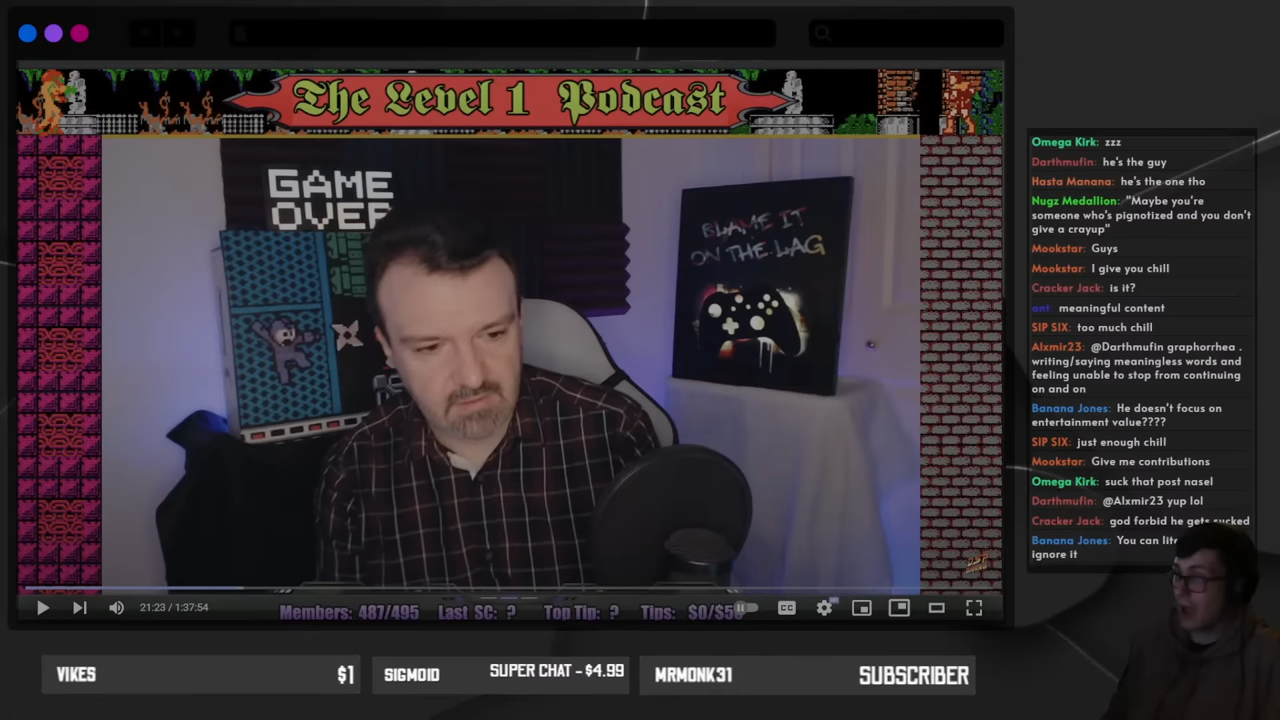 The Level 1 Podcast
GAME
OVER
BLAME IT
ON THE LAG
Omega Kirk: zzz
Darthmufin: he's the guy
Hasta Manana: he's the one tho
Nugz Medallion: "Maybe you're
someone who's pignotized and you don't
give a crayup"
Mookstar: Guys
Mookstar: I give you chill
Cracker Jack: is it?
ant meaningful content
SIP SIX: too much chill
Alxmir23: @Darthmufin graphorrhea .
writing/saying meaningless words and
feeling unable to stop from continuing
on and on
Banana Jones: He doesn't focus on
entertainment value????
SIP SIX: just enough chill
Mookstar: Give me contributions
Omega Kirk: suck that post nasel
Darthmufin: @Alxmir23 yup lol
Cracker Jack: god forbid he gets sucked
Banana Jones: You can
ignore it
21:23 / 1:37:54
CC
Members: 487/495 Last SC: ? Top Tip: ? Tips: $0/$50
VIKES $1
SIGMOID SUPER CHAT - $4.99
MRMONK31 SUBSCRIBER